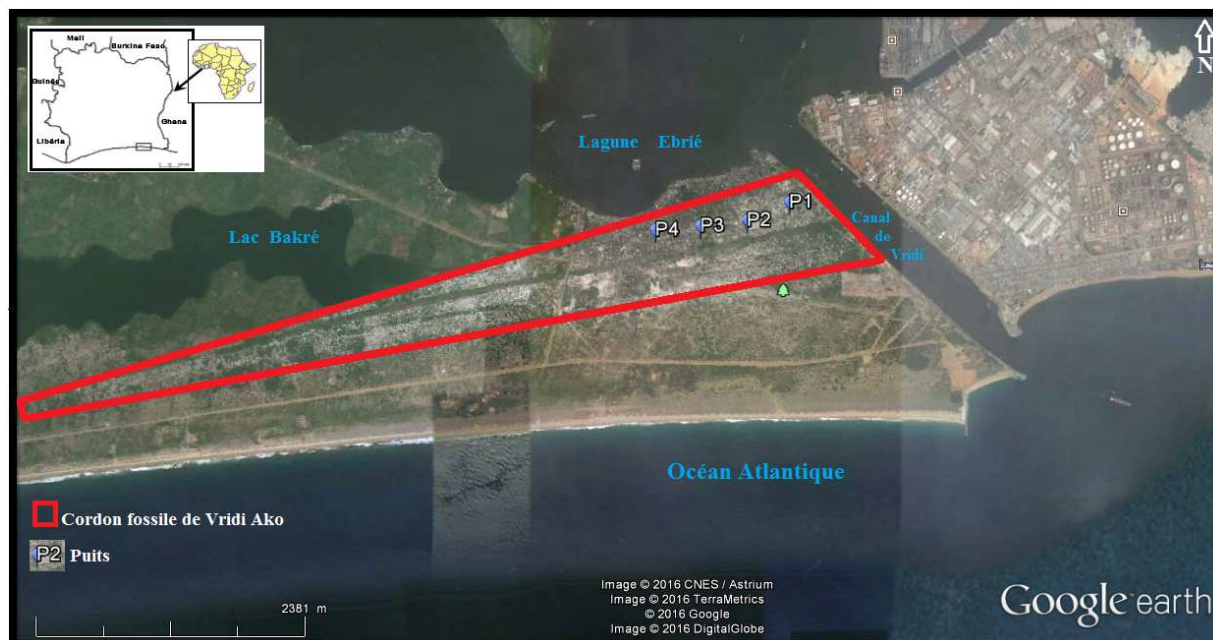 Mali
Burkina Faso
Guinée
Ghana
Libéria
N
Lagune Ebrié
Lac Bakré
P1
P2
P3
P4
Canal
de
Vridi
Océan Atlantique
Cordon fossile de Vridi Ako
P2 Puits
2381 m
Image © 2016 CNES / Astrium
Image © 2016 TerraMetrics
© 2016 Google
Image © 2016 DigitalGlobe
Google earth